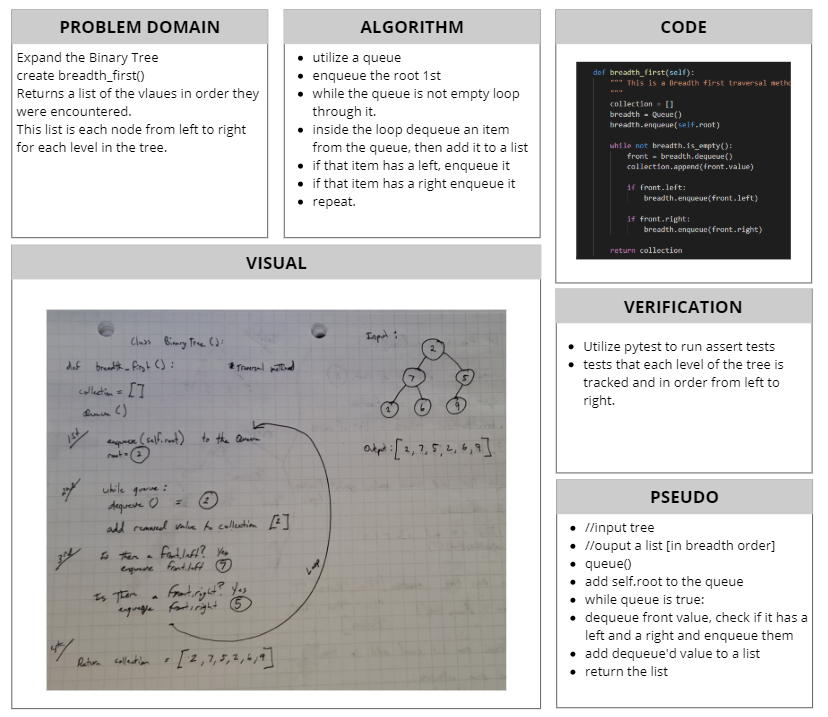 PROBLEM DOMAIN
Expand the Binary Tree
create breadth_first()
Returns a list of the vlaues in order they
were encountered.
This list is each node from left to right
for each level in the tree.
ALGORITHM
utilize a queue
enqueue the root 1st
while the queue is not empty loop
through it.
inside the loop dequeue an item
from the queue, then add it to a list
if that item has a left, enqueue it
if that item has a right enqueue it
repeat.
CODE
def breadth_first(self):
""" This is a Breadth first traversal metho
"""
collection = []
breadth = Queue()
breadth.enqueue(self.root)
while not breadth.is_empty():
front = breadth.dequeue()
collection.append(front.value)
if front.left:
breadth.enqueue(front.left)
if front.right:
breadth.enqueue(front.right)
return collection
VISUAL
Class Binary Tree ():
def breadth_first():
* Traversal method
collection = []
Queue ()
1st
enqueue (self.root) to the Queue
root = 2
2nd
while queue:
dequeue () = 2
add removed value to collection [2]
3rd
Is there a front.left? Yes
enqueue front.left 7
Is there a front.right? Yes
enqueue front.right 5
Loop
4th
Return collection = [2,7,5,2,6,9]
Input:
2
7 5
2 6 9
Output: [2,7,5,2,6,9]
VERIFICATION
Utilize pytest to run assert tests
tests that each level of the tree is
tracked and in order from left to
right.
PSEUDO
//input tree
//ouput a list [in breadth order]
queue()
add self.root to the queue
while queue is true:
dequeue front value, check if it has a
left and a right and enqueue them
add dequeue'd value to a list
return the list